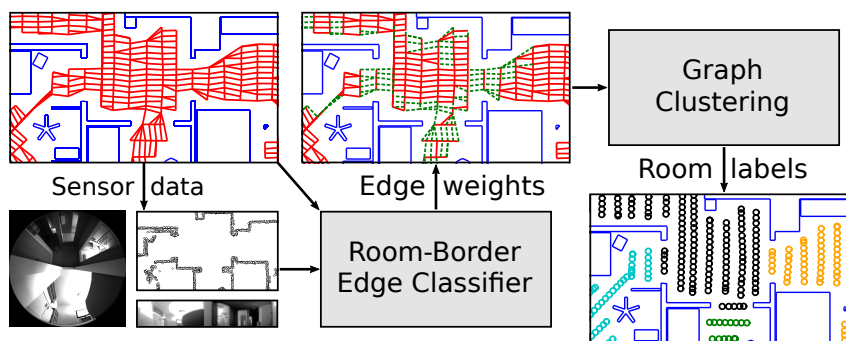 Graph
Clustering
Sensor data
Edge weights
Room labels
Room-Border
Edge Classifier